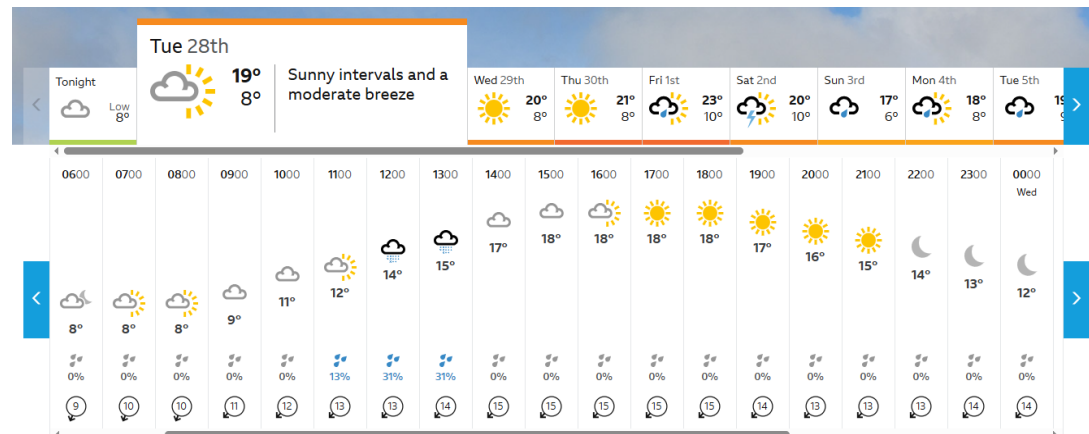 Tue 28th
19° 8°
Sunny intervals and a
moderate breeze
Tonight
Low
8°
Wed 29th
20° 8°
Thu 30th
21° 8°
Fri 1st
23° 10°
Sat 2nd
20° 10°
Sun 3rd
17° 6°
Mon 4th
18° 8°
Tue 5th
0600 0700 0800 0900 1000 1100 1200 1300 1400 1500 1600 1700 1800 1900 2000 2100 2200 2300 0000
Wed
8° 8° 8° 9° 11° 12° 14° 15° 17° 18° 18° 18° 18° 17° 16° 15° 14° 13° 12°
0% 0% 0% 0% 0% 13% 31% 31% 0% 0% 0% 0% 0% 0% 0% 0% 0% 0% 0%
9 10 10 11 12 13 13 14 15 15 15 15 15 14 13 13 13 14 14